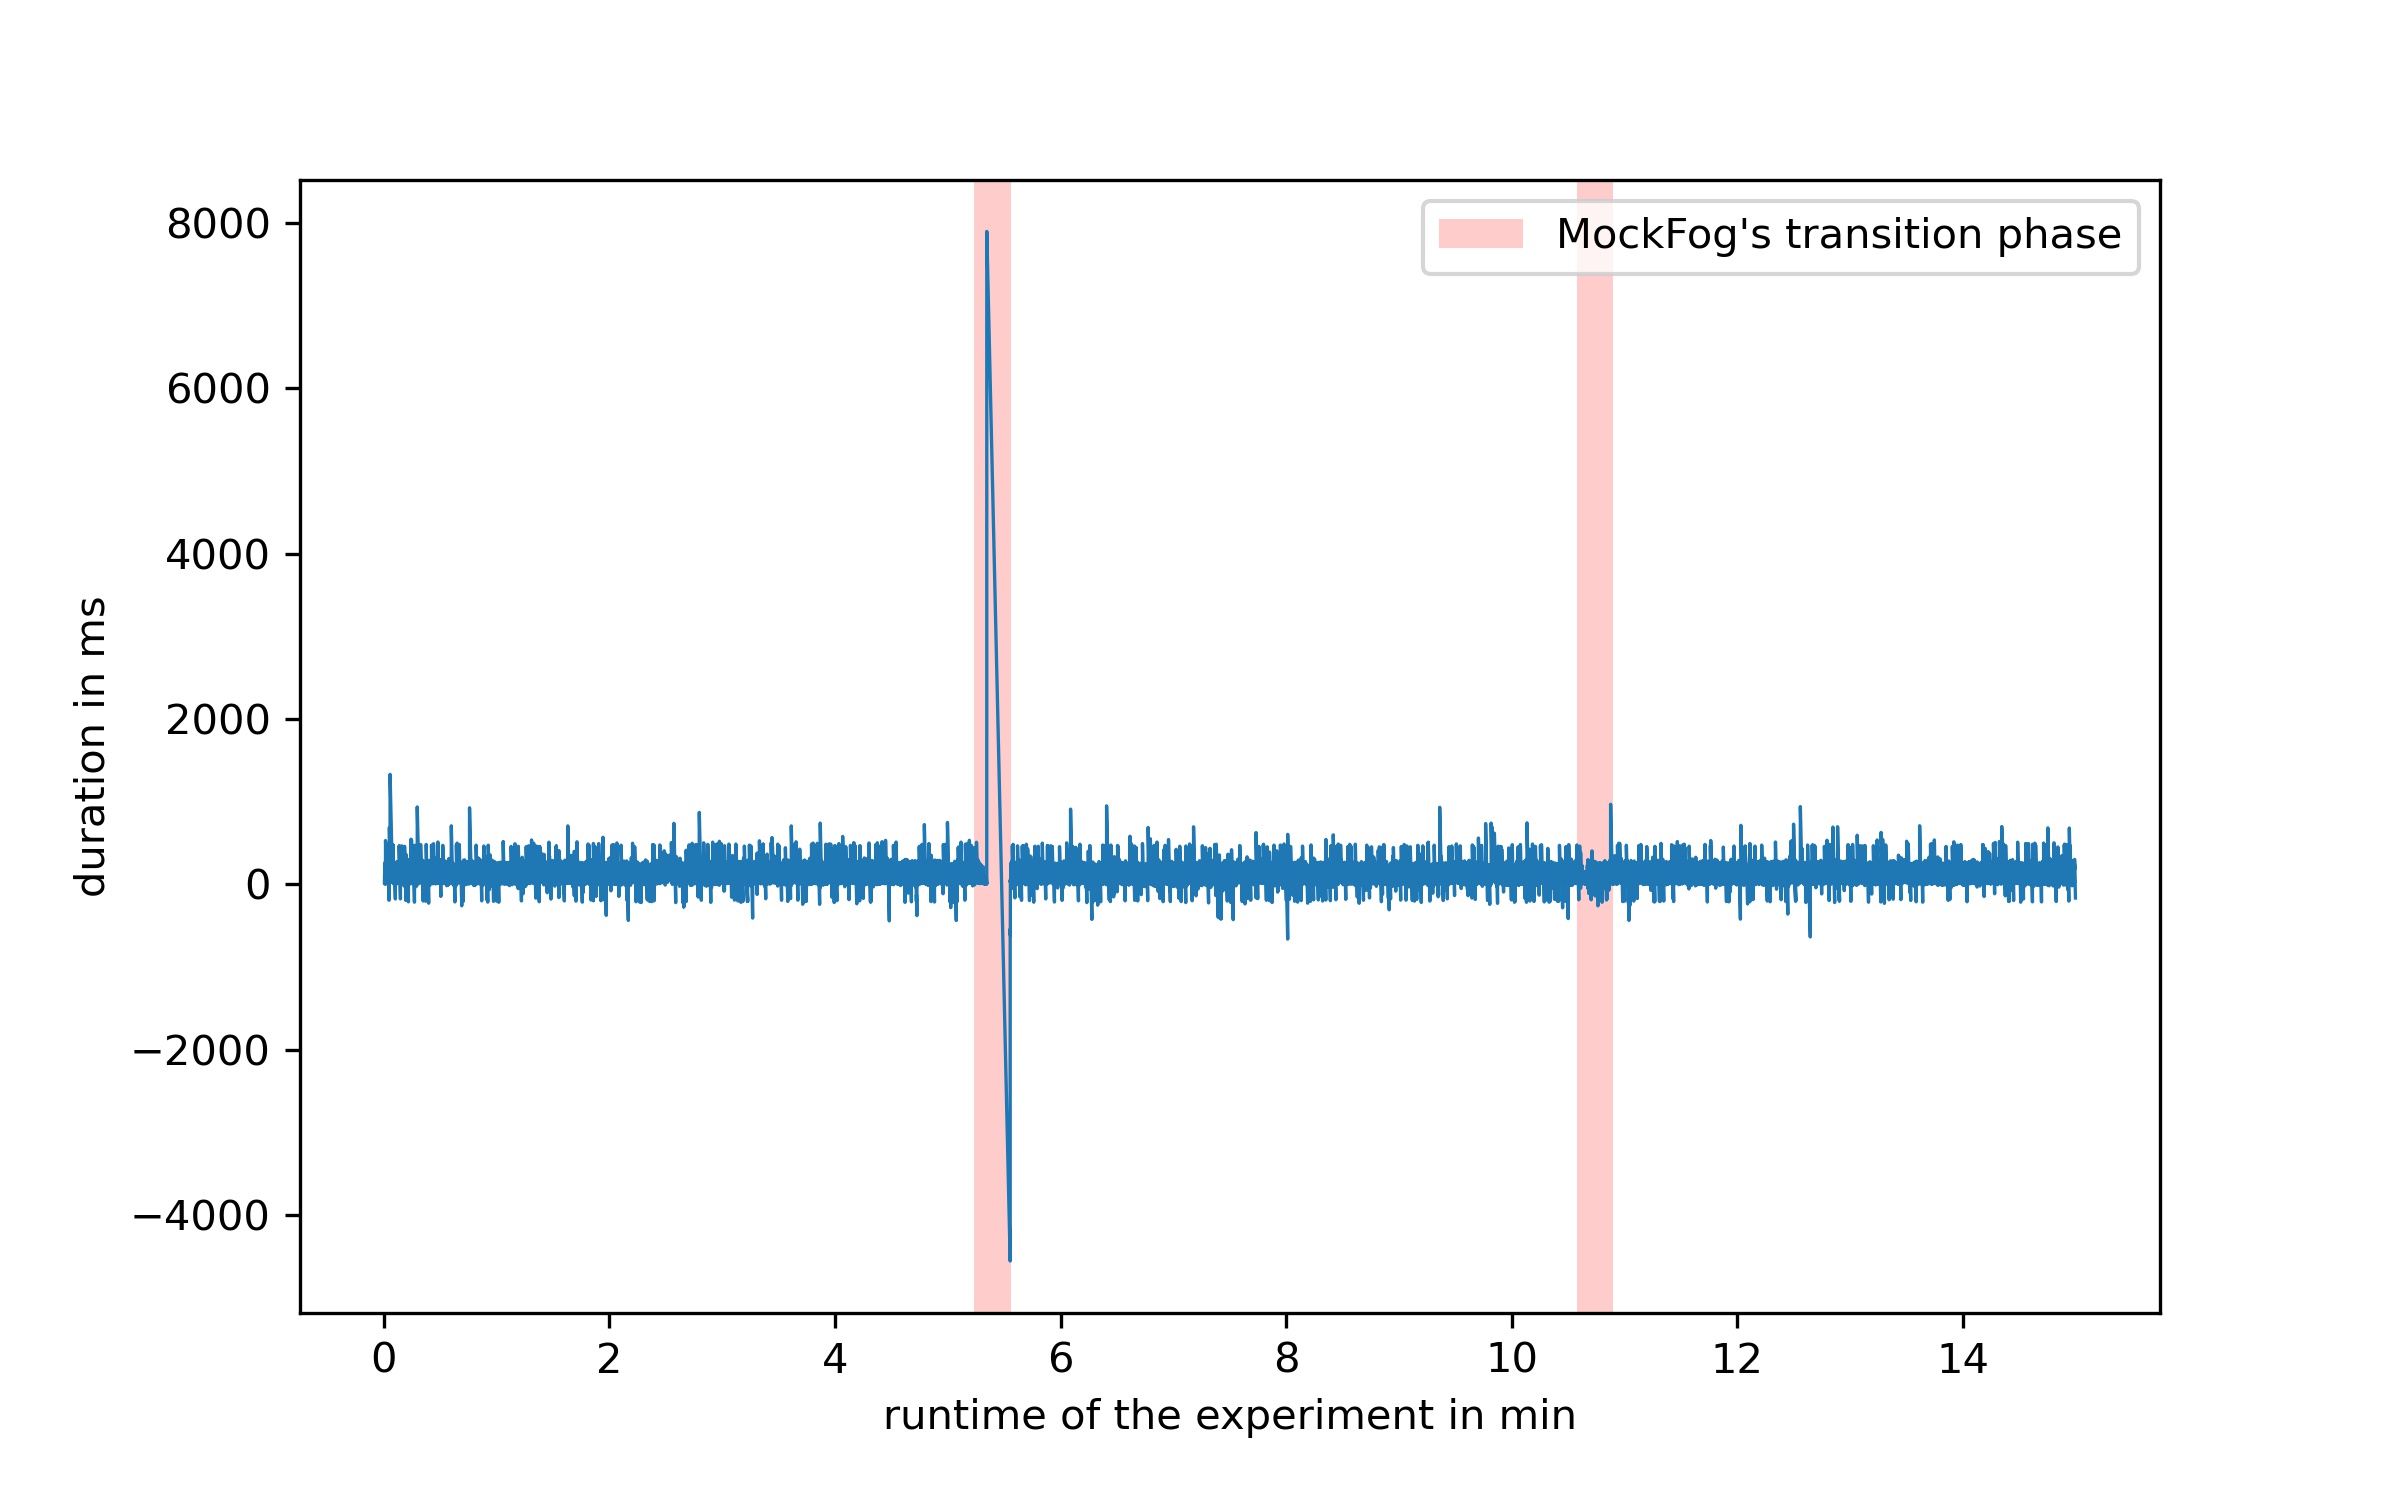 MockFog's transition phase
8000
6000
4000
2000
0
−2000
−4000
duration in ms
0 2 4 6 8 10 12 14
runtime of the experiment in min